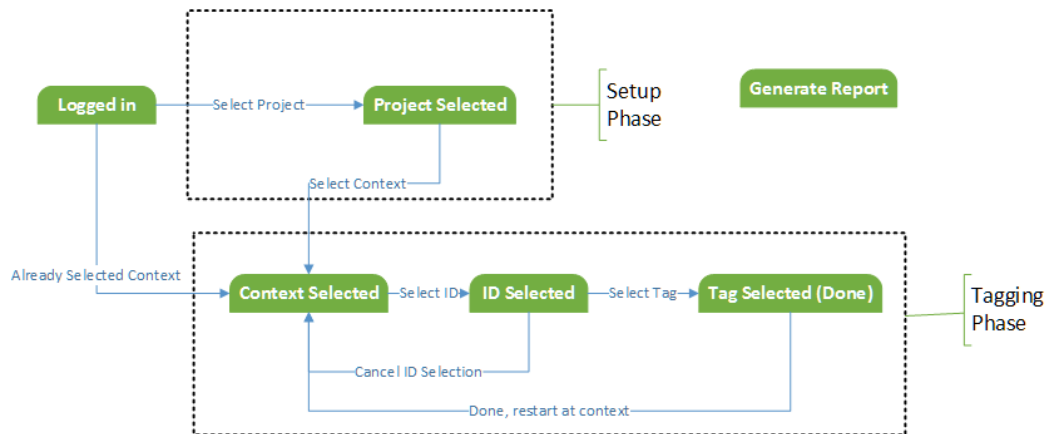 Logged in
Select Project
Project Selected
Setup
Phase
Generate Report
Select Context
Already Selected Context
Context Selected
Select ID
ID Selected
Select Tag
Tag Selected (Done)
Tagging
Phase
Cancel ID Selection
Done, restart at context